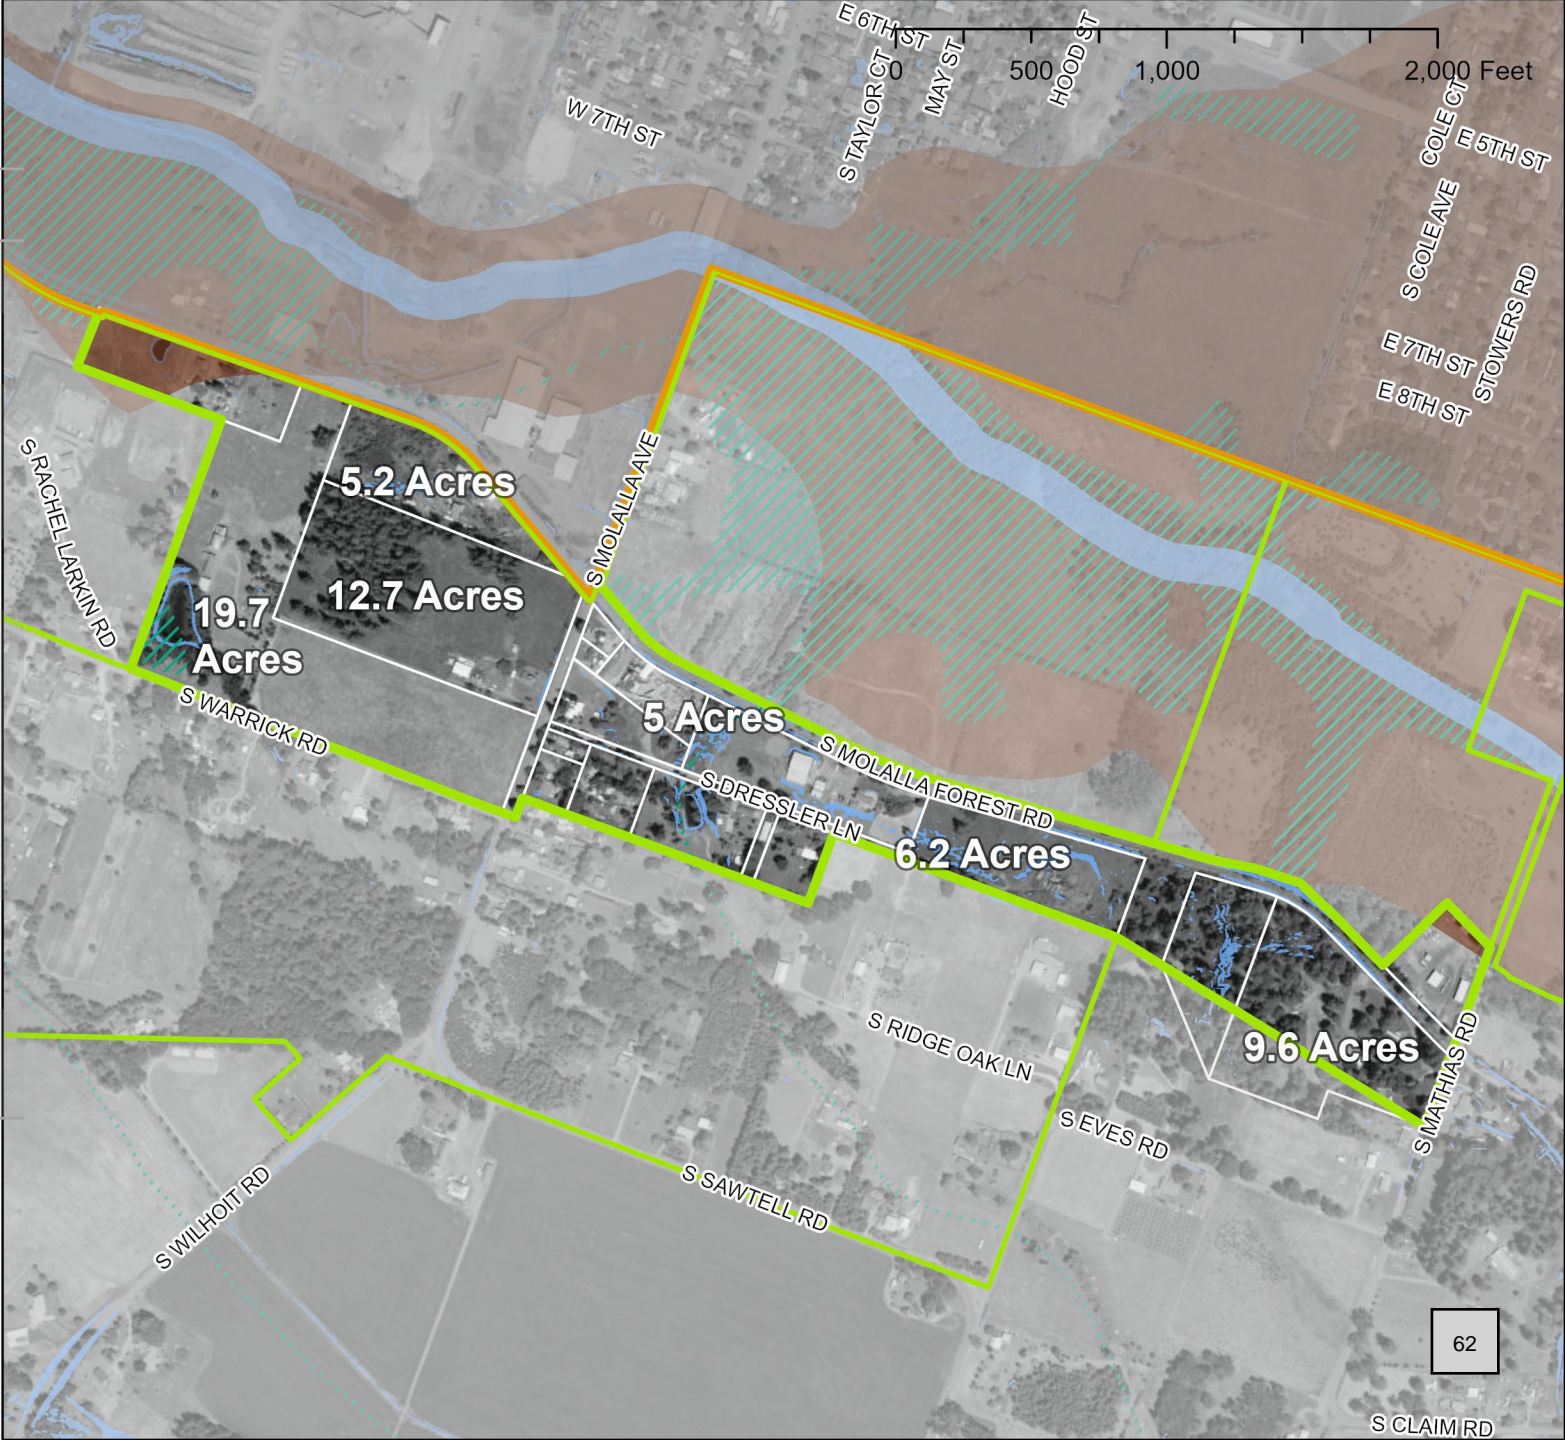 E 6TH ST
S TAYLOR CT
MAY ST
HOOD ST
0
500
1,000
2,000 Feet
W 7TH ST
COLE CT
E 5TH ST
S COLE AVE
STOWERS RD
E 7TH ST
E 8TH ST
S RACHEL LARKIN RD
5.2 Acres
S MOLALLA AVE
12.7 Acres
19.7
Acres
S WARRICK RD
5 Acres
S MOLALLA FOREST RD
S DRESSLER LN
6.2 Acres
S RIDGE OAK LN
9.6 Acres
S MATHIAS RD
S EVES RD
S SAWTELL RD
S WILHOIT RD
62
S CLAIM RD